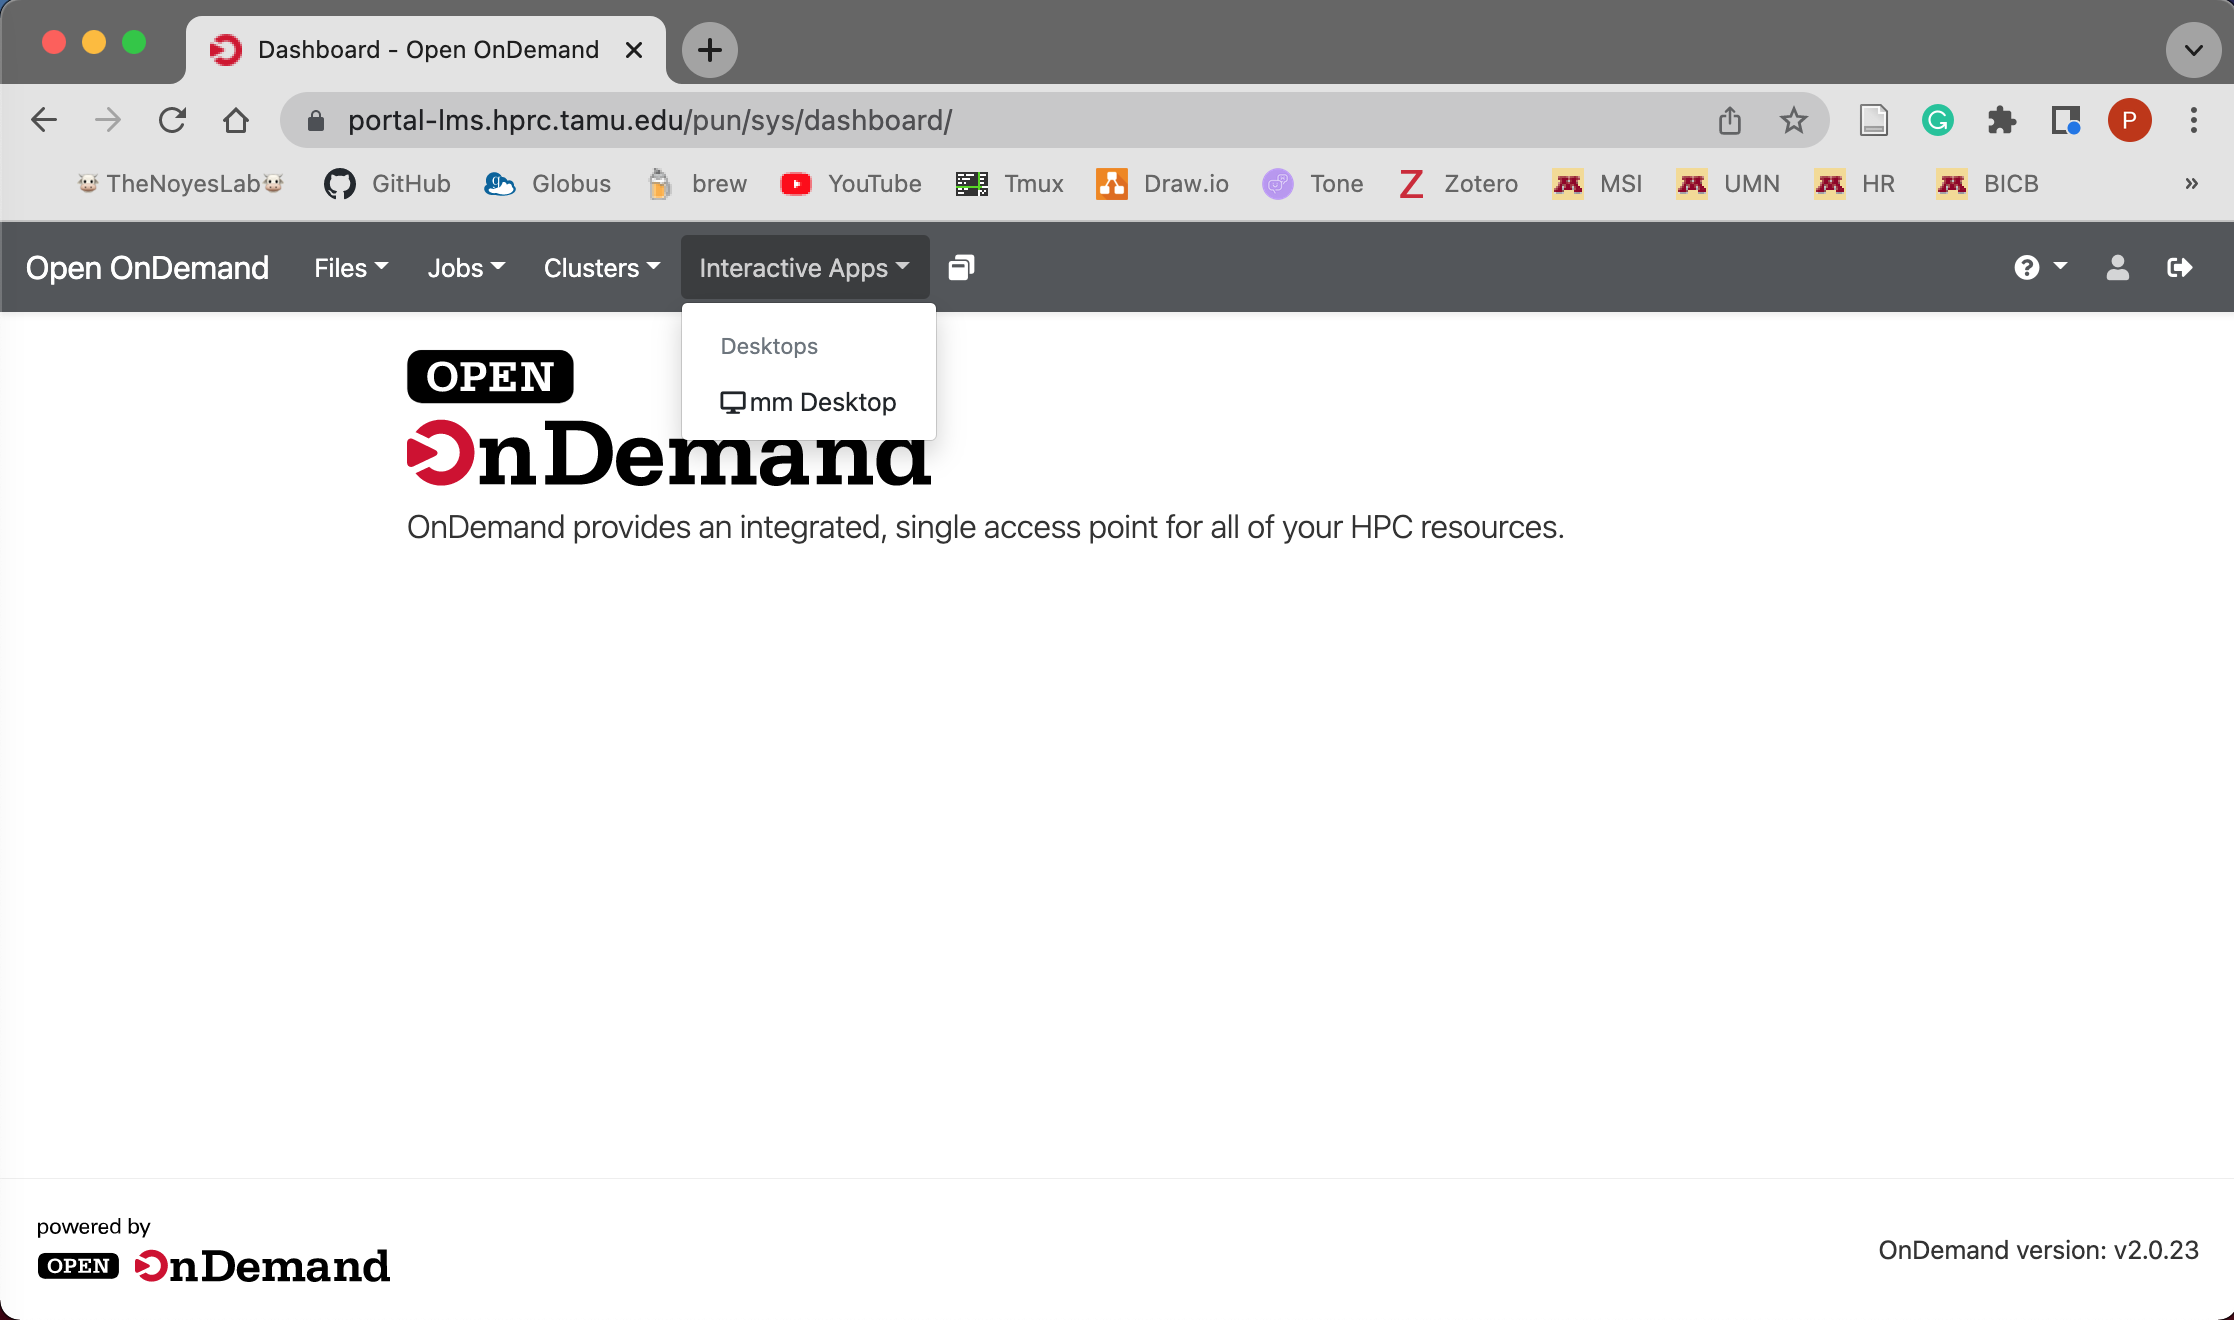 Dashboard - Open OnDemand
portal-lms.hprc.tamu.edu/pun/sys/dashboard/
P
TheNoyesLab GitHub Globus brew YouTube Tmux Draw.io Tone Zotero MSI UMN HR BICB »
Open OnDemand Files Jobs Clusters Interactive Apps
Desktops
mm Desktop
OPEN
OnDemand
OnDemand provides an integrated, single access point for all of your HPC resources.
powered by
OPEN OnDemand
OnDemand version: v2.0.23